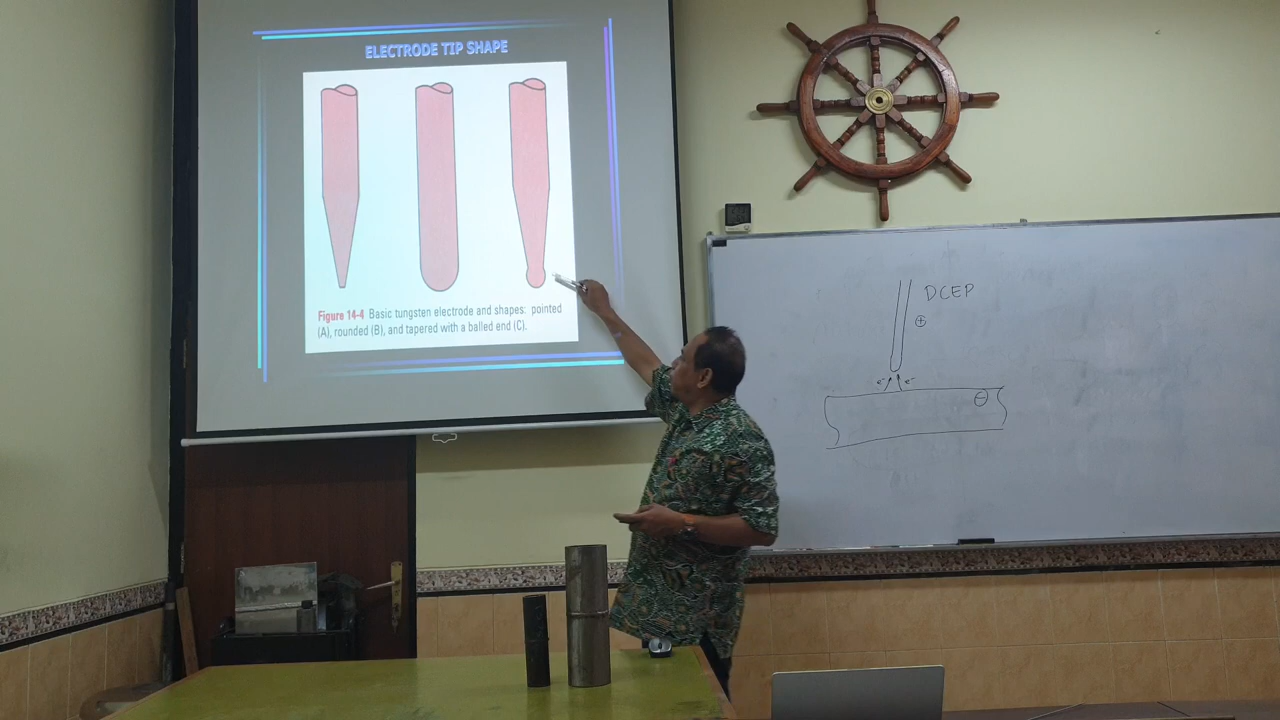 ELECTRODE TIP SHAPE
Figure 14-4 Basic tungsten electrode and shapes: pointed
(A), rounded (B), and tapered with a balled end (C).
DCEP
⊕
e⁻ e⁻
⊖